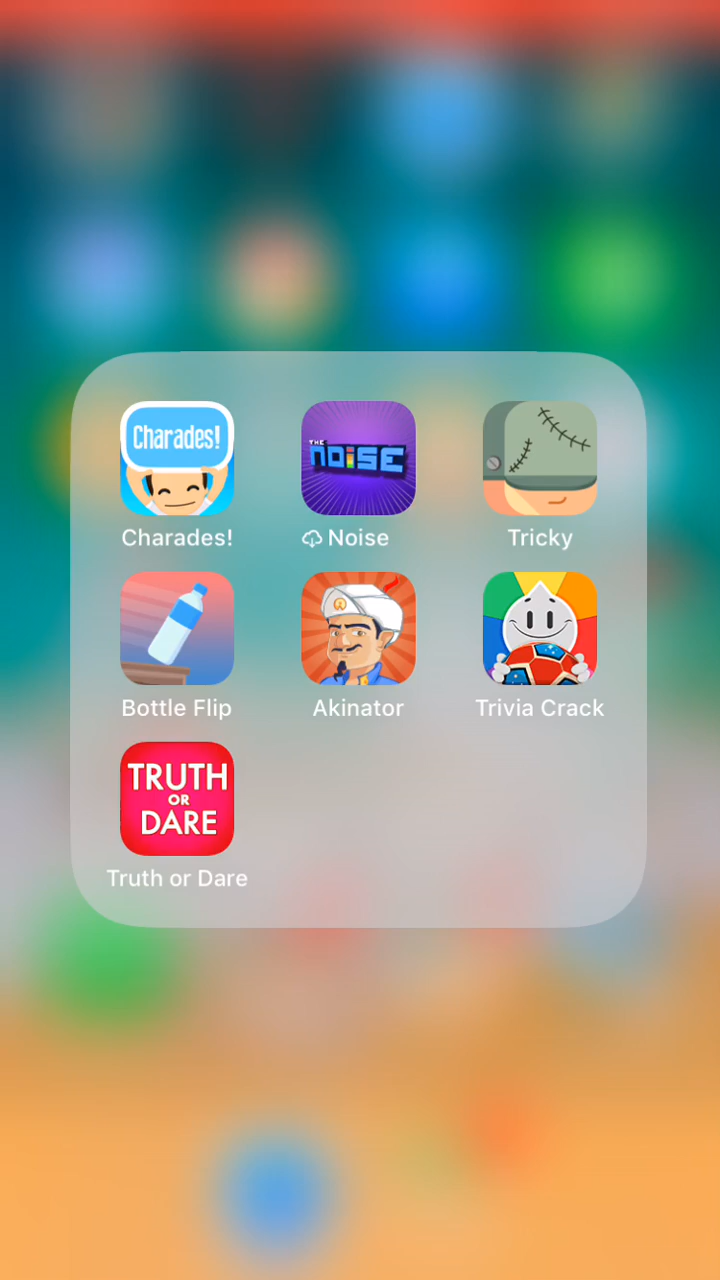 Charades!
THE
NOISE
Charades!
Noise
Tricky
Bottle Flip
Akinator
Trivia Crack
TRUTH
OR
DARE
Truth or Dare